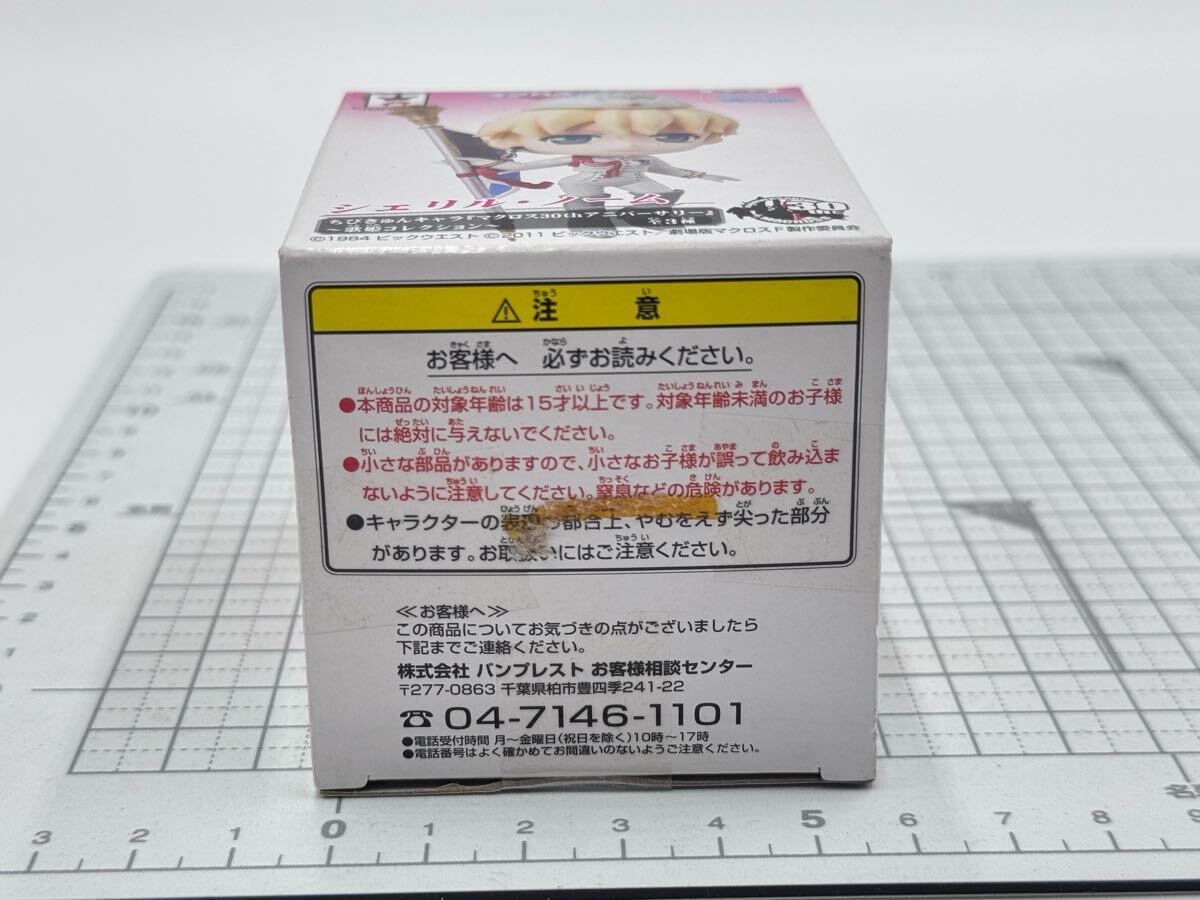 シェリル・ノーム
ちびきゅんキャラ『マクロス30thアニバーサリー』
～歌姫コレクション～
全3種
30th
©1984 ビックウエスト ©2011 ビックウエスト／劇場版マクロスF製作委員会
⚠注意
お客様へ 必ずお読みください。
●本商品の対象年齢は15才以上です。対象年齢未満のお子様
には絶対に与えないでください。
●小さな部品がありますので、小さなお子様が誤って飲み込ま
ないように注意してください。窒息などの危険があります。
●キャラクターの表現の都合上、やむをえず尖った部分
があります。お取扱いにはご注意ください。
≪お客様へ≫
この商品についてお気づきの点がございましたら
下記までご連絡ください。
株式会社 バンプレスト お客様相談センター
〒277-0863 千葉県柏市豊四季241-22
☎ 04-7146-1101
●電話受付時間 月～金曜日(祝日を除く)10時～17時
●電話番号はよく確かめてお間違いのないようご注意ください。
3 2 1 0 1 2 3 4 5 6 7 8 9